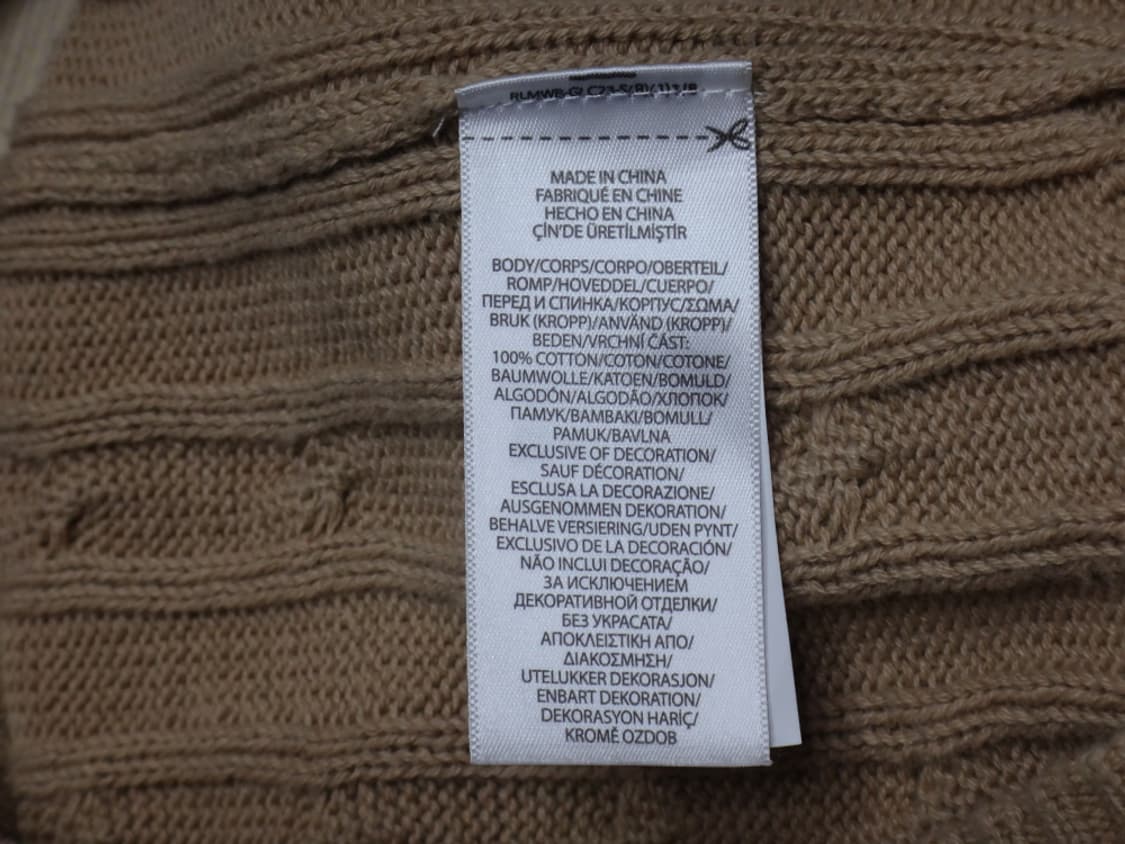 MADE IN CHINA
FABRIQUÉ EN CHINE
HECHO EN CHINA
ÇİN'DE ÜRETİLMİŞTİR
BODY/CORPS/CORPO/OBERTEIL/
ROMP/HOVEDDEL/CUERPO/
ПЕРЕД И СПИНКА/КОРПУС/ΣΩΜΑ/
BRUK (KROPP)/ANVÄND (KROPP)/
BEDEN/VRCHNÍ ČÁST:
100% COTTON/COTON/COTONE/
BAUMWOLLE/KATOEN/BOMULD/
ALGODÓN/ALGODÃO/ХЛОПОК/
ПАМУК/BAMBAKI/BOMULL/
PAMUK/BAVLNA
EXCLUSIVE OF DECORATION/
SAUF DÉCORATION/
ESCLUSA LA DECORAZIONE/
AUSGENOMMEN DEKORATION/
BEHALVE VERSIERING/UDEN PYNT/
EXCLUSIVO DE LA DECORACIÓN/
NÃO INCLUI DECORAÇÃO/
ЗА ИСКЛЮЧЕНИЕМ
ДЕКОРАТИВНОЙ ОТДЕЛКИ/
БЕЗ УКРАСАТА/
ΑΠΟΚΛΕΙΣΤΙΚΗ ΑΠΟ/
ΔΙΑΚΟΣΜΗΣΗ/
UTELUKKER DEKORASJON/
ENBART DEKORATION/
DEKORASYON HARİÇ/
KROMĚ OZDOB